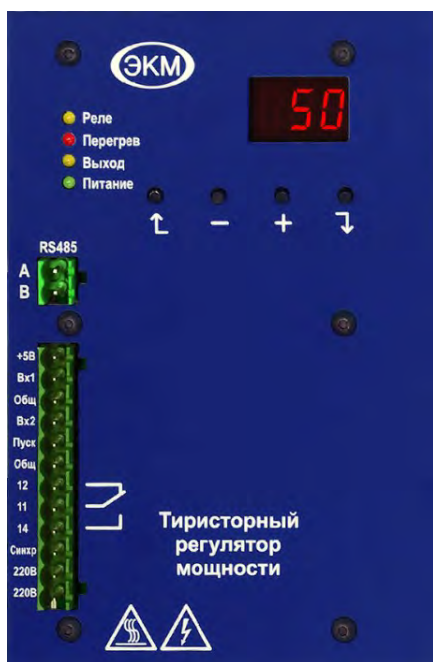 ЭКМ
50
Реле
Перегрев
Выход
Питание
RS485
A
B
+5В
Вх1
Общ
Вх2
Пуск
Общ
12
11
14
Синхр
220В
220В
Тиристорный
регулятор
мощности